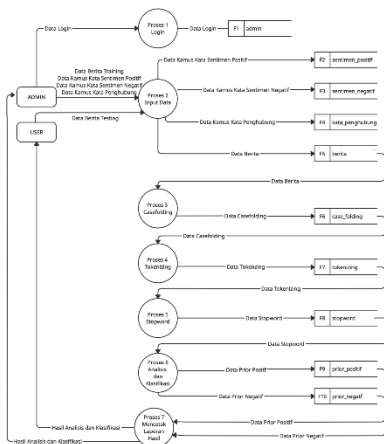 Proses 1
Login
Data Login
Data Login
F1 admin
Data Berita Training
Data Kamus Kata Sentimen Positif
Data Kamus Kata Sentimen Negatif
Data Kamus Kata Penghubung
ADMIN
USER
Data Berita Testing
Proses 2
Input Data
Data Kamus Kata Sentimen Positif
F2 sentimen_positif
Data Kamus Kata Sentimen Negatif
F3 sentimen_negatif
Data Kamus Kata Penghubung
F4 kata_penghubung
Data Berita
F5 berita
Data Berita
Proses 3
Casefolding
Data Casefolding
F6 case_folding
Data Casefolding
Proses 4
Tokenizing
Data Tokenzing
F7 tokenizing
Data Tokenizing
Proses 5
Stopword
Data Stopword
F8 stopword
Data Stopword
Proses 6
Analisis
dan
Klasifikasi
Data Prior Positif
F9 prior_positif
Data Prior Negatif
F10 prior_negatif
Proses 7
Mencetak
Laporan
Hasil
Data Prior Positif
Data Prior Negatif
Hasil Analisis dan Klasifikasi
Hasil Analisis dan Klasifikasi